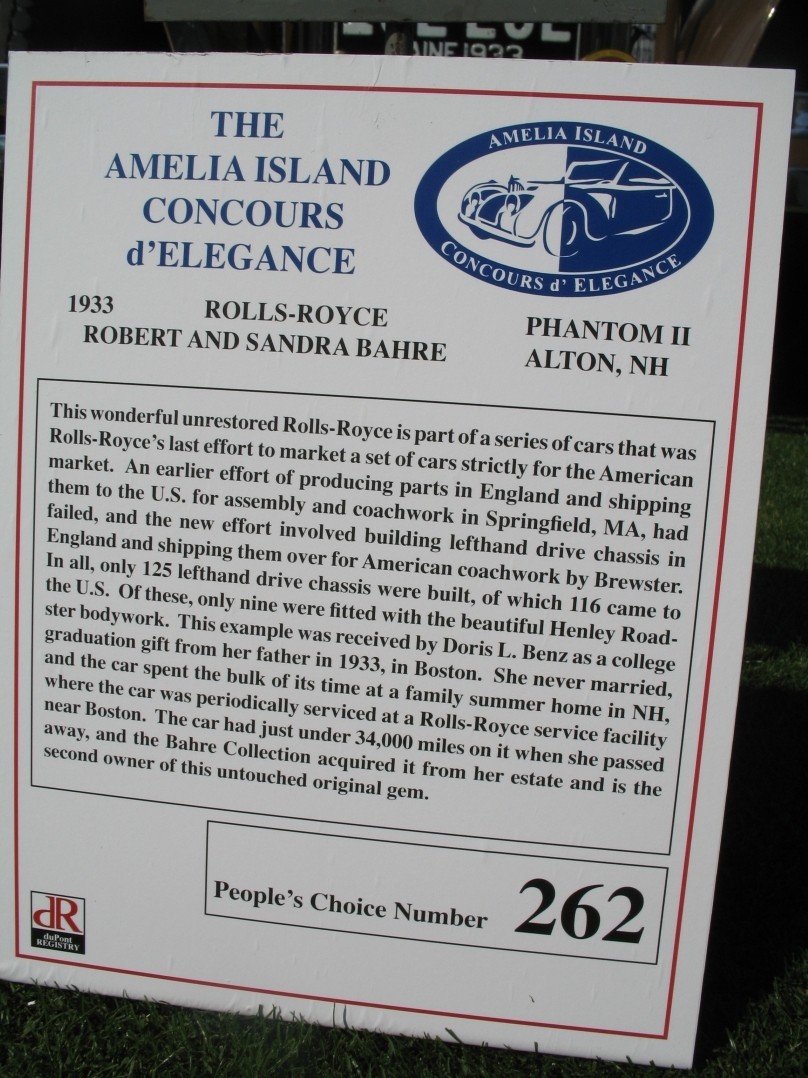 AINE 1933
THE
AMELIA ISLAND
CONCOURS
d'ELEGANCE
AMELIA ISLAND
CONCOURS d' ELEGANCE
1933 ROLLS-ROYCE PHANTOM II
ROBERT AND SANDRA BAHRE ALTON, NH
This wonderful unrestored Rolls-Royce is part of a series of cars that was
Rolls-Royce's last effort to market a set of cars strictly for the American
market. An earlier effort of producing parts in England and shipping
them to the U.S. for assembly and coachwork in Springfield, MA, had
failed, and the new effort involved building lefthand drive chassis in
England and shipping them over for American coachwork by Brewster.
In all, only 125 lefthand drive chassis were built, of which 116 came to
the U.S. Of these, only nine were fitted with the beautiful Henley Road-
ster bodywork. This example was received by Doris L. Benz as a college
graduation gift from her father in 1933, in Boston. She never married,
and the car spent the bulk of its time at a family summer home in NH,
where the car was periodically serviced at a Rolls-Royce service facility
near Boston. The car had just under 34,000 miles on it when she passed
away, and the Bahre Collection acquired it from her estate and is the
second owner of this untouched original gem.
People's Choice Number 262
dR
duPont
REGISTRY